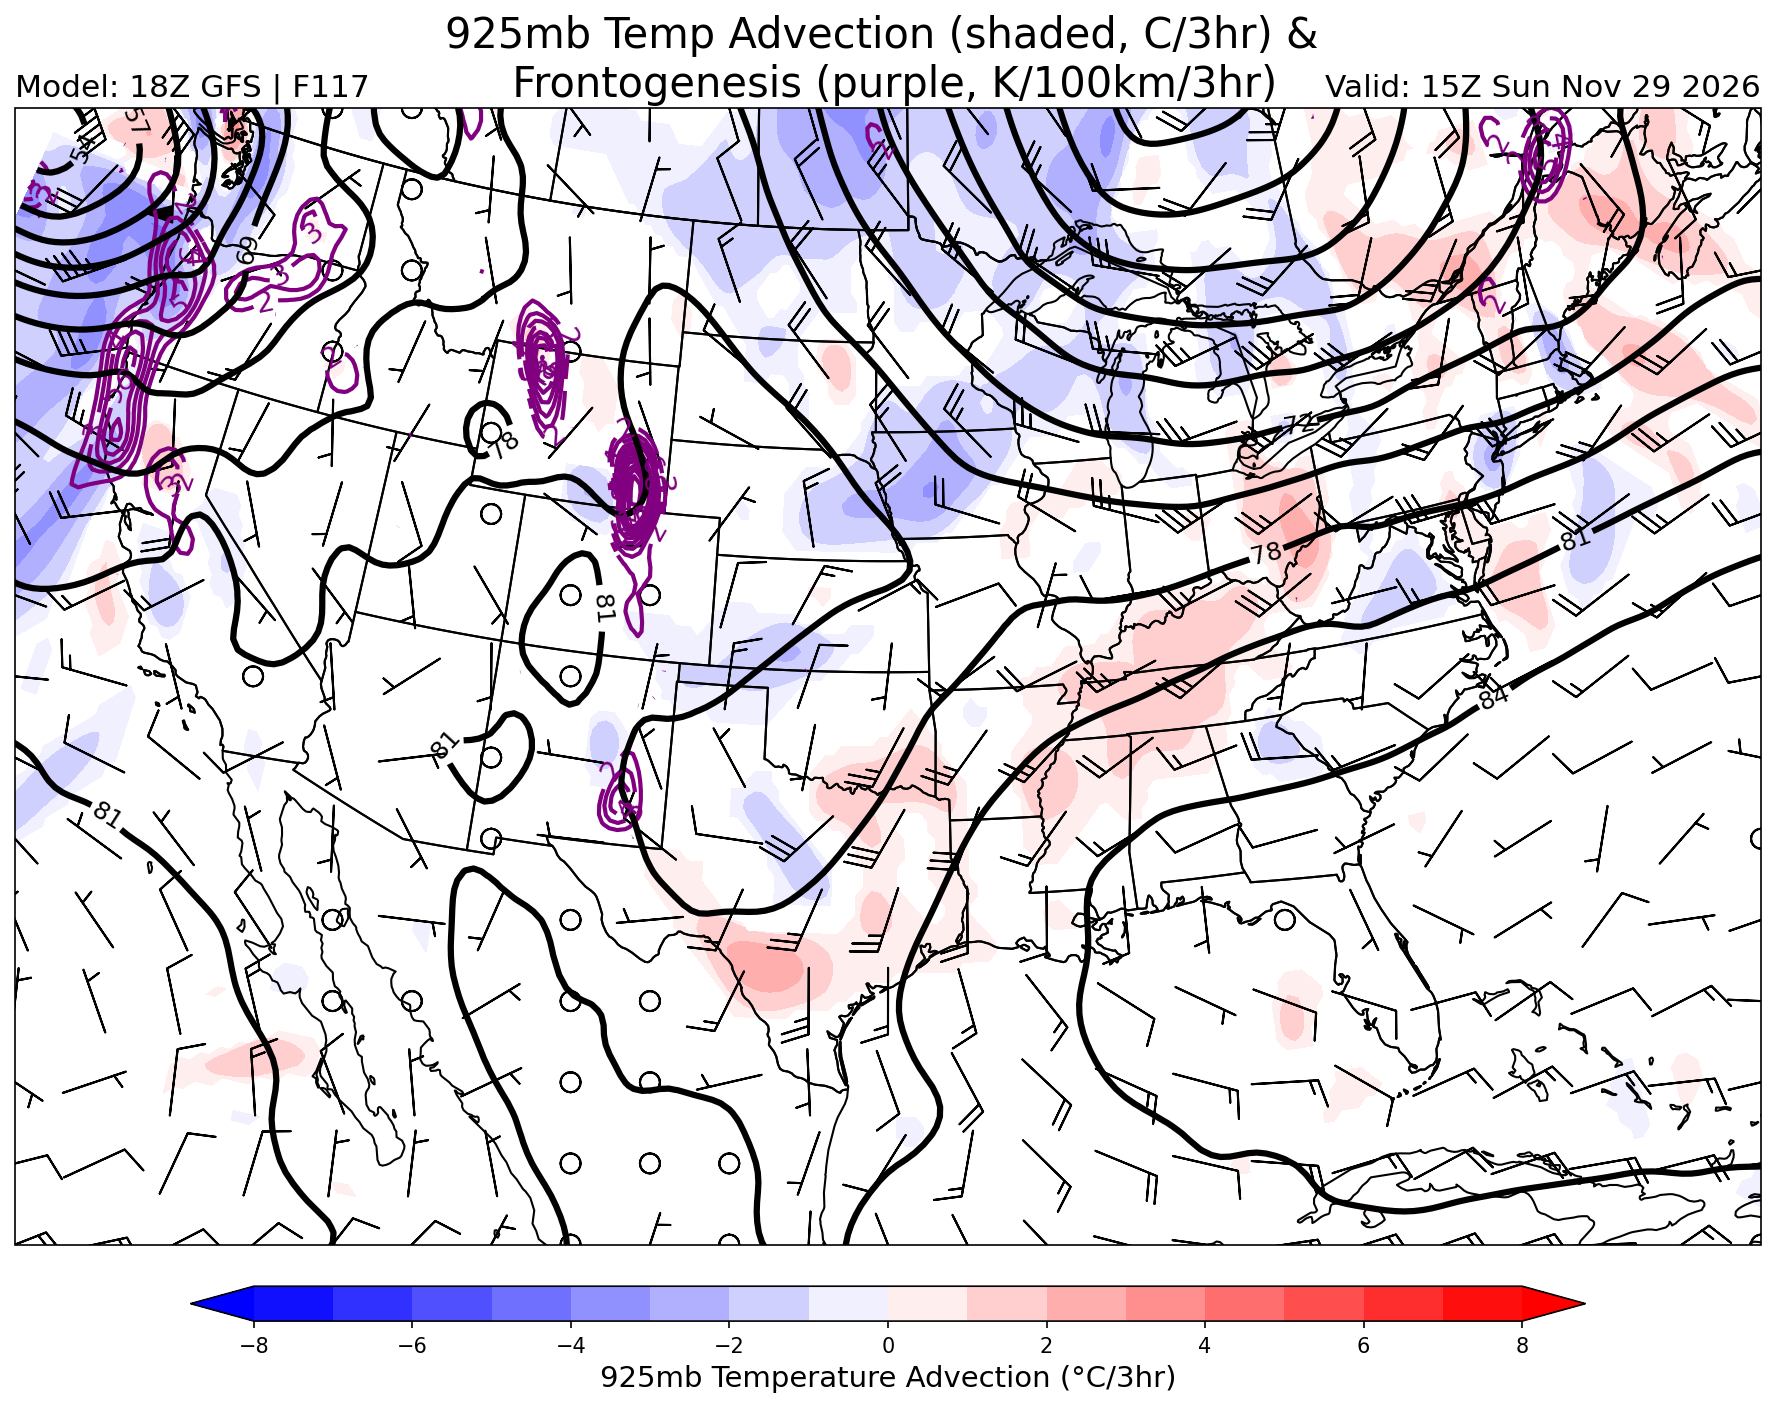 925mb Temp Advection (shaded, C/3hr) &
Frontogenesis (purple, K/100km/3hr)
Model: 18Z GFS | F117
Valid: 15Z Sun Nov 29 2026
57
54
69
78
72
78
81
81
81
81
84
−8 −6 −4 −2 0 2 4 6 8
925mb Temperature Advection (°C/3hr)